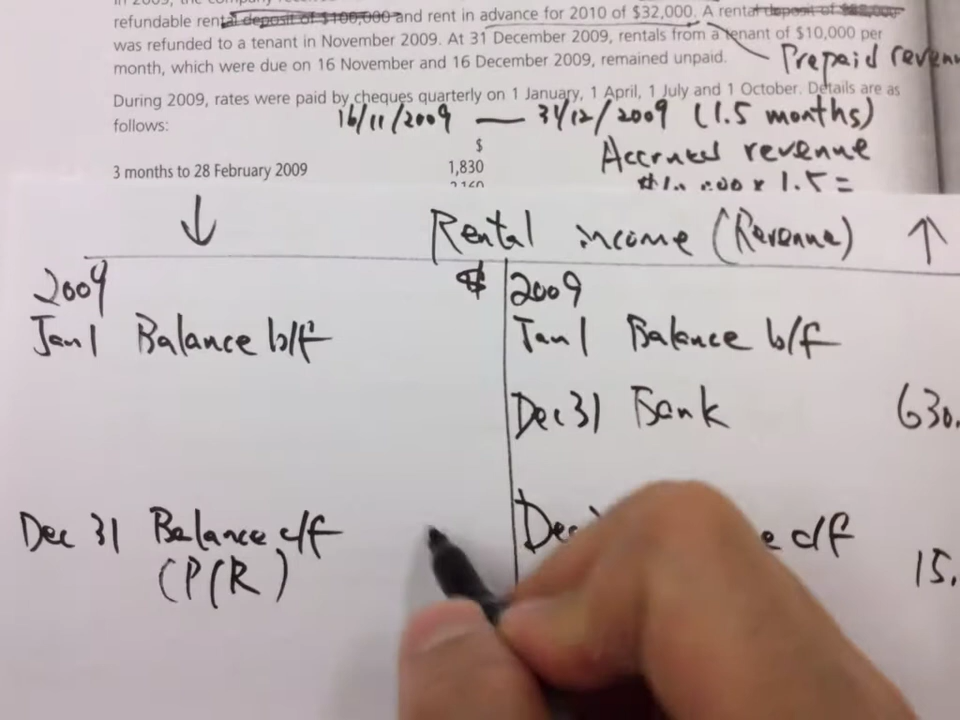 refundable rental deposit of $100,000 and rent in advance for 2010 of $32,000. A rental deposit of
was refunded to a tenant in November 2009. At 31 December 2009, rentals from a tenant of $10,000 per
month, which were due on 16 November and 16 December 2009, remained unpaid.
Prepaid reven
During 2009, rates were paid by cheques quarterly on 1 January, 1 April, 1 July and 1 October. Details are as
follows:
16/11/2009 — 31/12/2009 (1.5 months)
$
Accrued revenue
3 months to 28 February 2009 1,830
x 1.5 =
↓ Rental income (Revenue) ↑
2009 $ 2009
Jan 1 Balance b/f Jan 1 Balance b/f
Dec 31 Bank 630.
Dec 31 Balance c/f c/f
(P/R) 15.